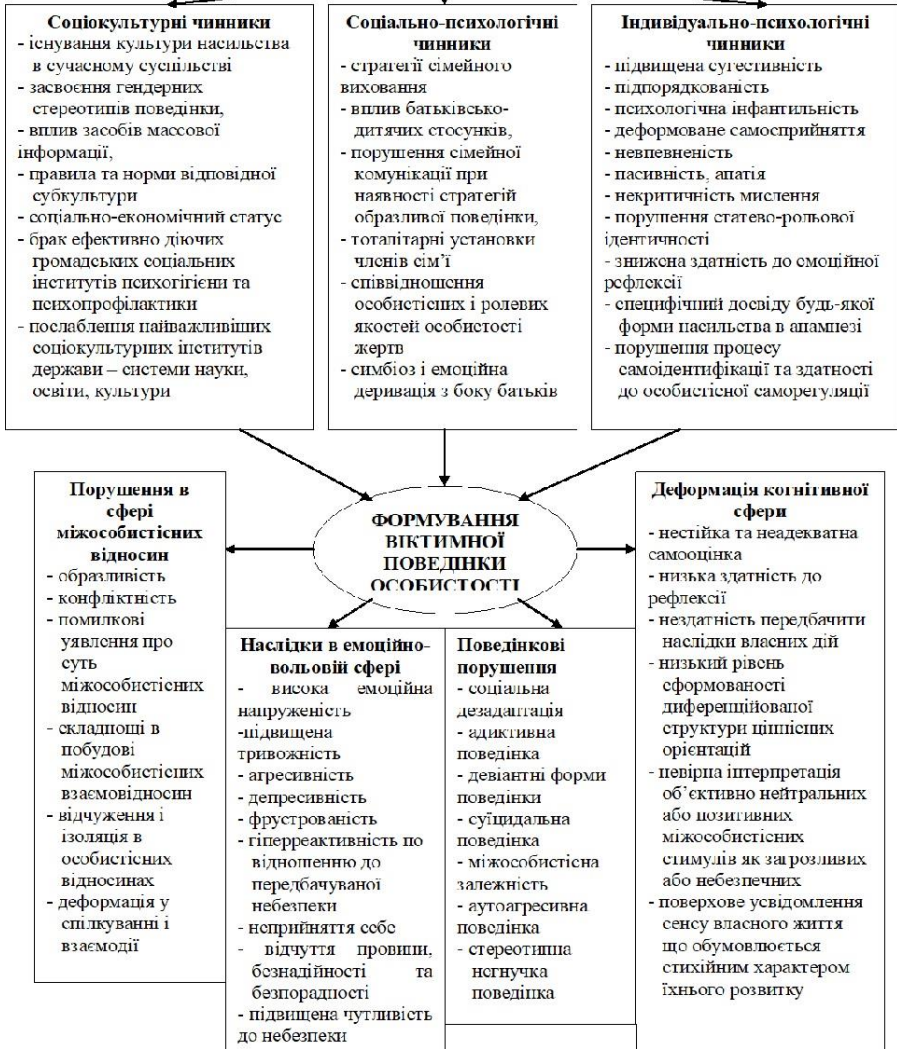 Соціокультурні чинники
- існування культури насильства
в сучасному суспільстві
- засвоєння гендерних
стереотипів поведінки,
- вплив засобів массової
інформації,
- правила та норми відповідної
субкультури
- соціально-економічний статус
- брак ефективно діючих
громадських соціальних
інститутів психогігієни та
психопрофілактики
- послаблення найважливіших
соціокультурних інститутів
держави – системи науки,
освіти, культури
Соціально-психологічні
чинники
- стратегії сімейного
виховання
- вплив батьківсько-
дитячих стосунків,
- порушення сімейної
комунікації при
наявності стратегій
образливої поведінки,
- тоталітарні установки
членів сім’ї
- співвідношення
особистісних і ролевих
якостей особистості
жертв
- симбіоз і емоційна
деривація з боку батьків
Індивідуально-психологічні
чинники
- підвищена сугестивність
- підпорядкованість
- психологічна інфантильність
- деформоване самосприйняття
- невпевненість
- пасивність, апатія
- некритичність мислення
- порушення статево-рольової
ідентичності
- знижена здатність до емоційної
рефлексії
- специфічний досвіду будь-якої
форми насильства в анамнезі
- порушення процесу
самоідентифікації та здатності
до особистісної саморегуляції
ФОРМУВАННЯ
ВІКТИМНОЇ
ПОВЕДІНКИ
ОСОБИСТОСТІ
Порушення в
сфері
міжособистісних
відносин
- образливість
- конфліктність
- помилкові
уявлення про
суть
міжособистісних
відносин
- складнощі в
побудові
міжособистісних
взаємовідносин
- відчуження і
ізоляція в
особистісних
відносинах
- деформація у
спілкуванні і
взаємодії
Наслідки в емоційно-
вольовій сфері
- висока емоційна
напруженість
-підвищена
тривожність
- агресивність
- депресивність
- фрустрованість
- гіперреактивність по
відношенню до
передбачуваної
небезпеки
- неприйняття себе
- відчуття провини,
безнадійності та
безпорадності
- підвищена чутливість
до небезпеки
Поведінкові
порушення
- соціальна
дезадаптація
- адиктивна
поведінка
- девіантні форми
поведінки
- суїцидальна
поведінка
- міжособистісна
залежність
- аутоагресивна
поведінка
- стереотипна
негнучка
поведінка
Деформація когнітивної
сфери
- нестійка та неадекватна
самооцінка
- низька здатність до
рефлексії
- нездатність передбачити
наслідки власних дій
- низький рівень
сформованості
диференційованої
структури ціннісних
орієнтацій
- невірна інтерпретація
об’єктивно нейтральних
або позитивних
міжособистісних
стимулів як загрозливих
або небезпечних
- поверхове усвідомлення
сенсу власного життя
що обумовлюється
стихійним характером
їхнього розвитку